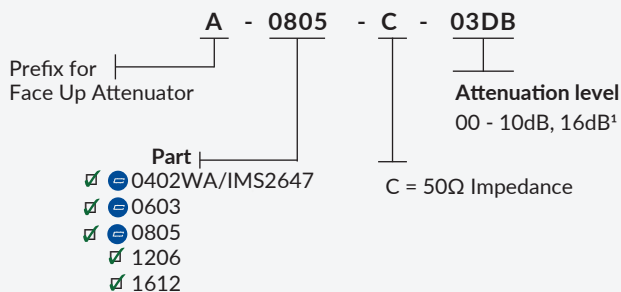 A - 0805 - C - 03DB
Prefix for
Face Up Attenuator
Attenuation level
00 - 10dB, 16dB¹
Part
0402WA/IMS2647
0603
0805
1206
1612
C = 50Ω Impedance